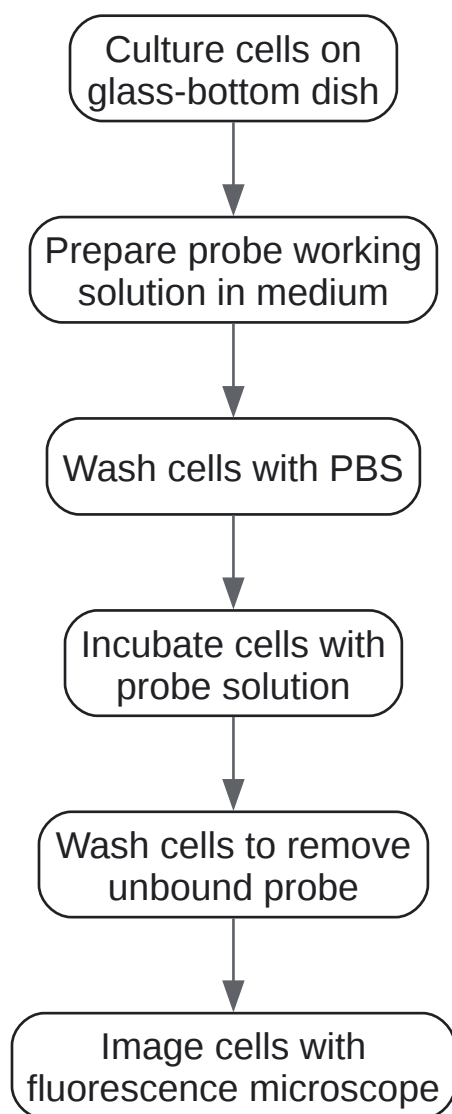 Culture cells on
glass-bottom dish
Prepare probe working
solution in medium
Wash cells with PBS
Incubate cells with
probe solution
Wash cells to remove
unbound probe
Image cells with
fluorescence microscope